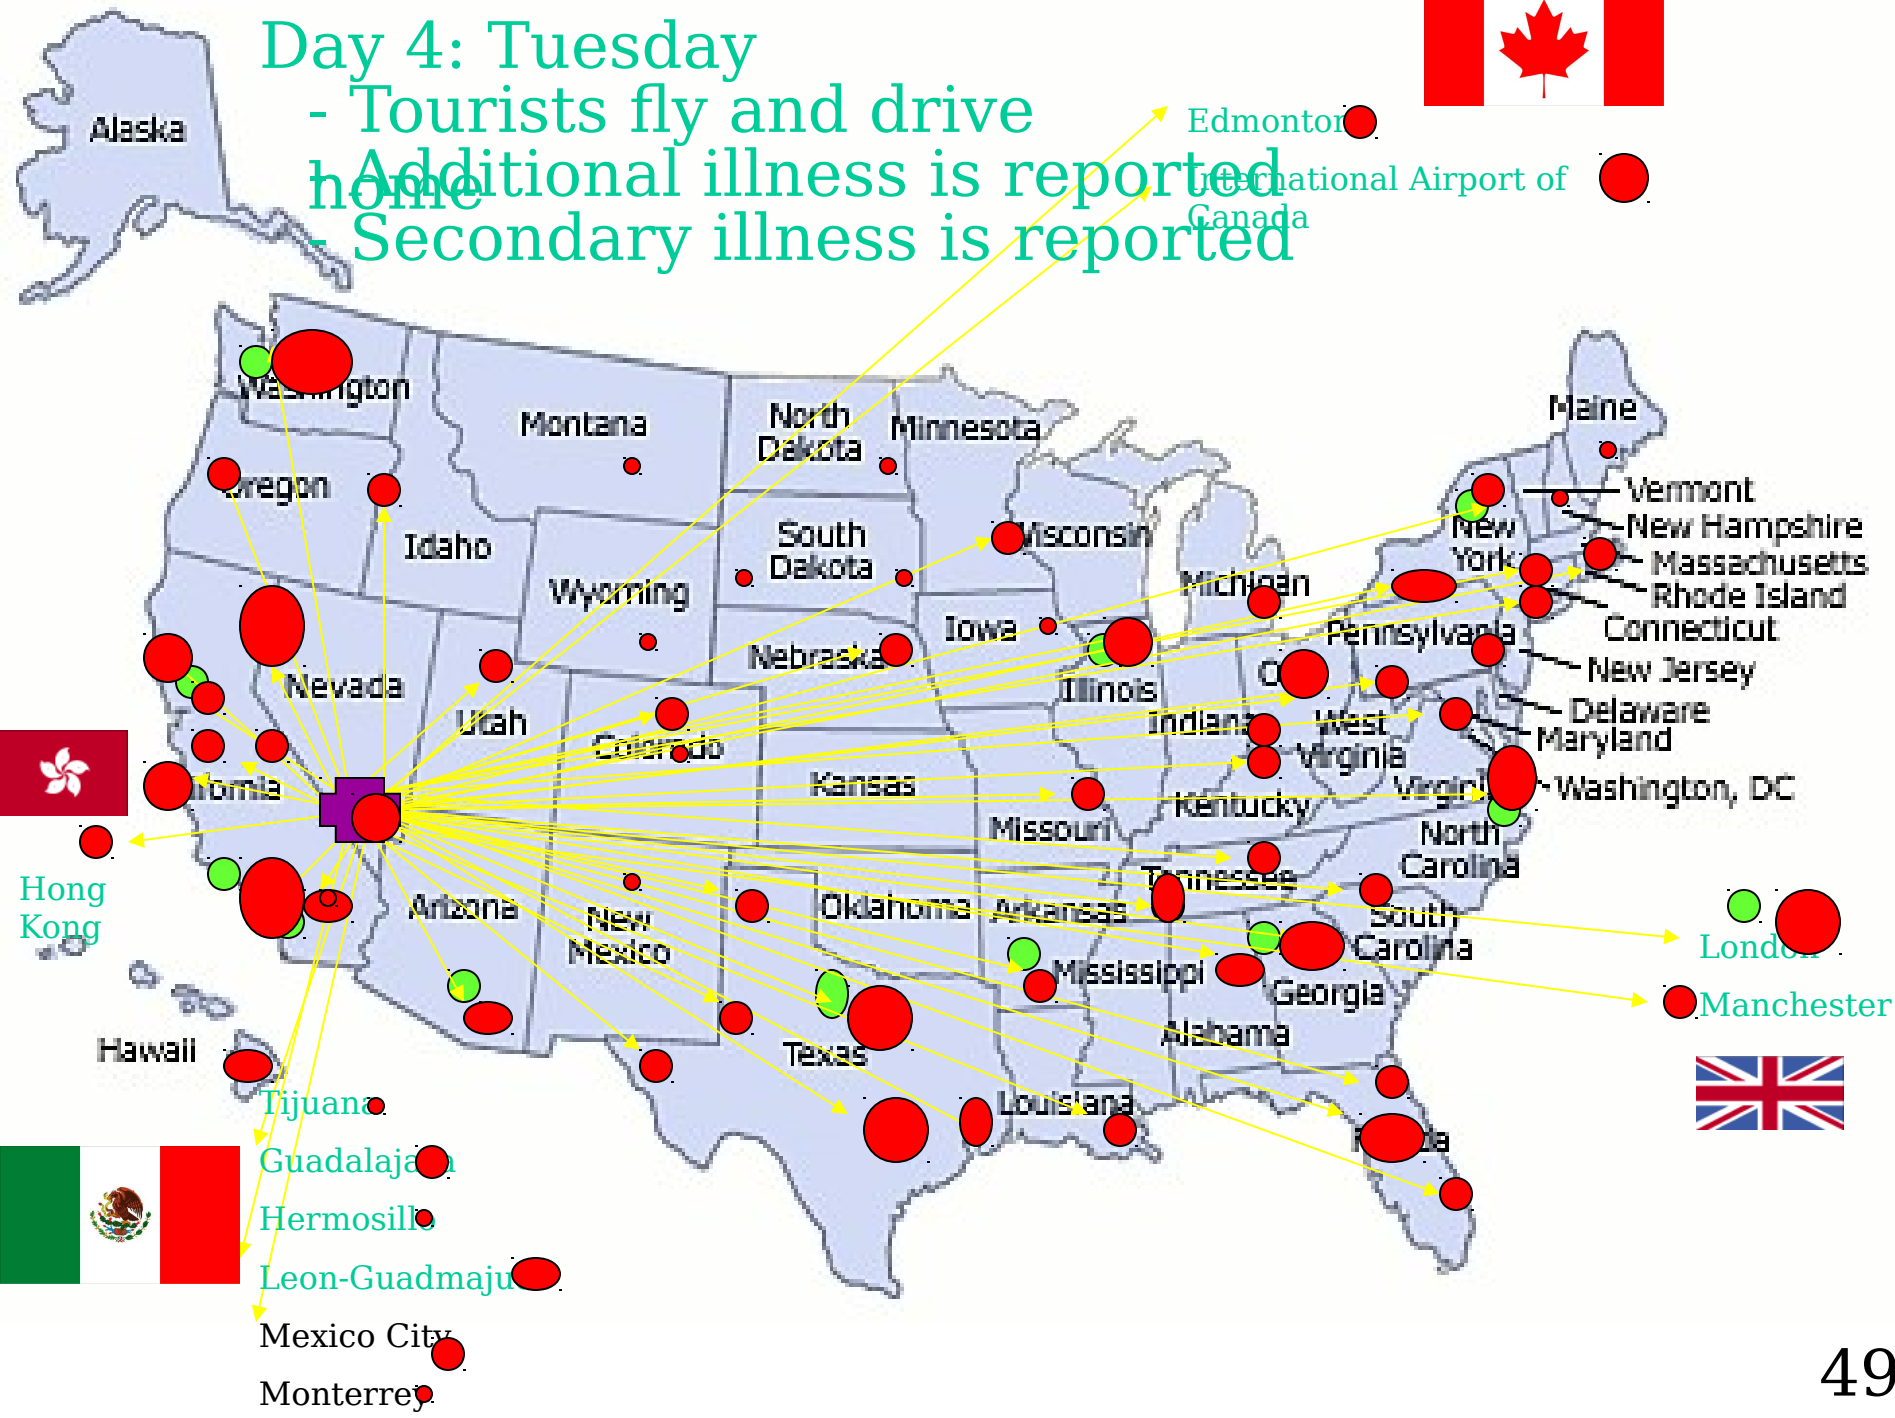 Day 4: Tuesday
- Tourists fly and drive
home
- Additional illness is reported
- Secondary illness is reported
Edmonton
International Airport of
Canada
Alaska
Washington
Montana
North
Dakota
Minnesota
Maine
Oregon
Idaho
South
Dakota
Wisconsin
Vermont
New Hampshire
New
York
Massachusetts
Rhode Island
Connecticut
Wyoming
Michigan
Iowa
Pennsylvania
New Jersey
Nebraska
Nevada
Utah
Colorado
Illinois
Indiana
West
Virginia
Delaware
Maryland
Washington, DC
Virginia
Kansas
Missouri
Kentucky
North
Carolina
Tennessee
Hong
Kong
Arizona
New
Mexico
Oklahoma
Arkansas
South
Carolina
London
Mississippi
Georgia
Manchester
Alabama
Hawaii
Texas
Louisiana
Tijuana
Guadalajara
Hermosillo
Leon-Guadmaju
Mexico City
Monterrey
49